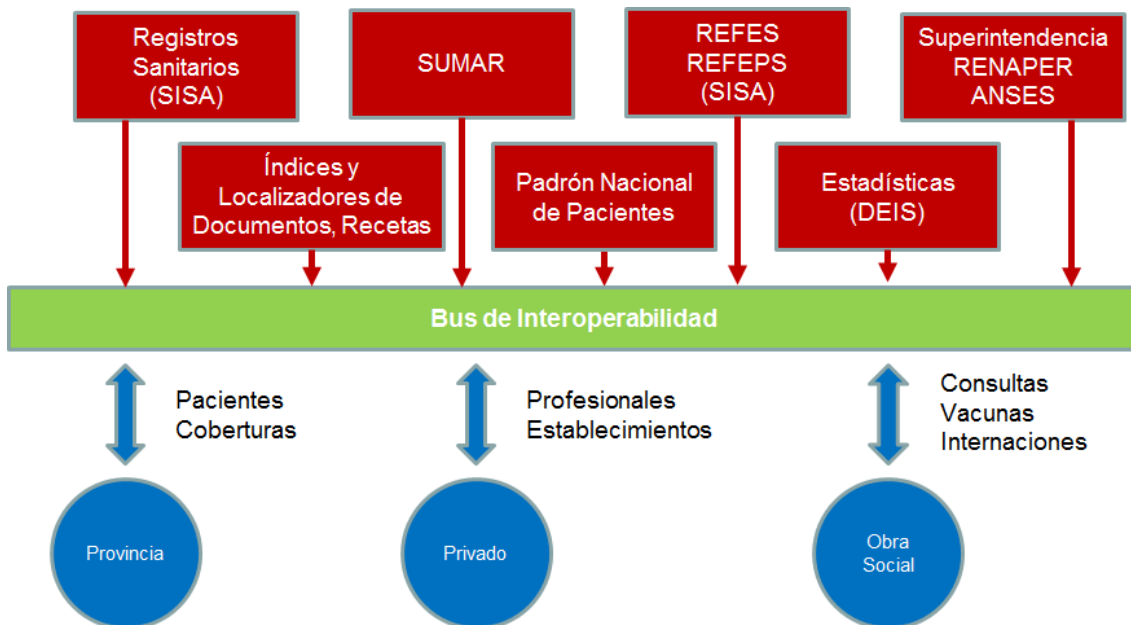 Registros
Sanitarios
(SISA)
SUMAR
REFES
REFEPS
(SISA)
Superintendencia
RENAPER
ANSES
Índices y
Localizadores de
Documentos, Recetas
Padrón Nacional
de Pacientes
Estadísticas
(DEIS)
Bus de Interoperabilidad
Pacientes
Coberturas
Profesionales
Establecimientos
Consultas
Vacunas
Internaciones
Provincia
Privado
Obra
Social